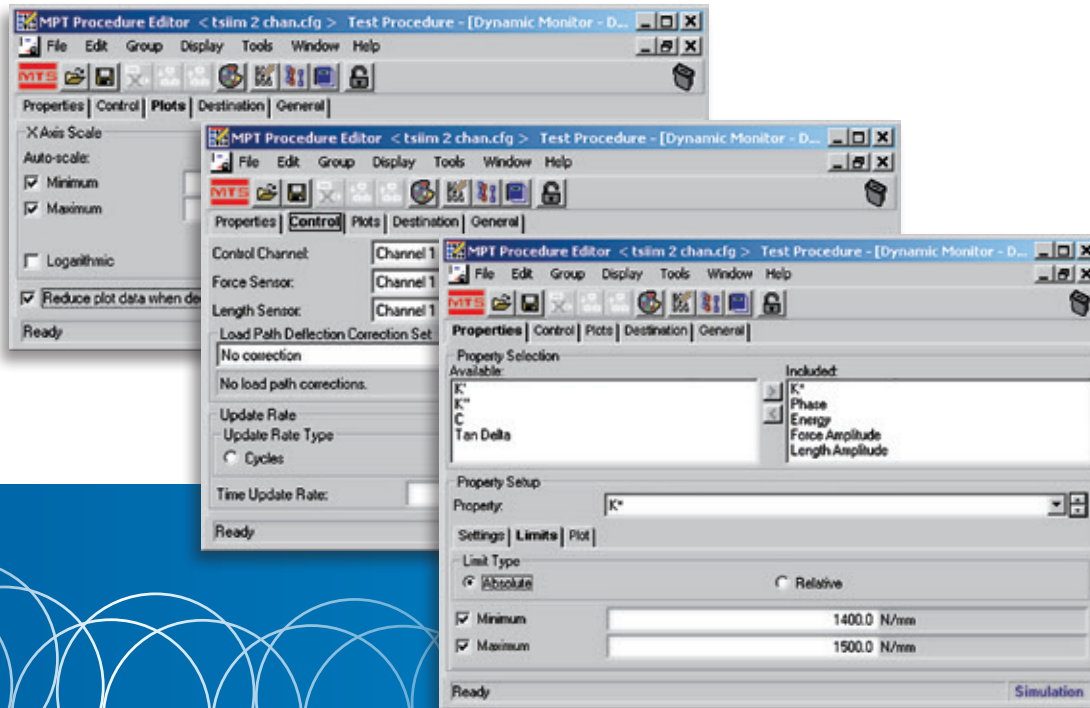 MPT Procedure Editor < tsiim 2 chan.cfg > Test Procedure - [Dynamic Monitor - D...
File Edit Group Display Tools Window Help
MTS
Properties Control Plots Destination General
X Axis Scale
Auto-scale:
Minimum
Maximum
Logarithmic
Reduce plot data when de
Ready
MPT Procedure Editor < tsiim 2 chan.cfg > Test Procedure - [Dynamic Monitor - D...
File Edit Group Display Tools Window Help
MTS
Properties Control Plots Destination General
Control Channel: Channel 1
Force Sensor: Channel 1
Length Sensor: Channel 1
Load Path Deflection Correction Set
No correction
No load path corrections.
Update Rate
Update Rate Type
Cycles
Time Update Rate:
Ready
MPT Procedure Editor < tsiim 2 chan.cfg > Test Procedure - [Dynamic Monitor - D...
File Edit Group Display Tools Window Help
MTS
Properties Control Plots Destination General
Property Selection
Available: Included:
K'
K"
C
Tan Delta
> <
K*
Phase
Energy
Force Amplitude
Length Amplitude
Property Setup
Property: K*
Settings Limits Plot
Limit Type
Absolute Relative
Minimum 1400.0 N/mm
Maximum 1500.0 N/mm
Ready Simulation